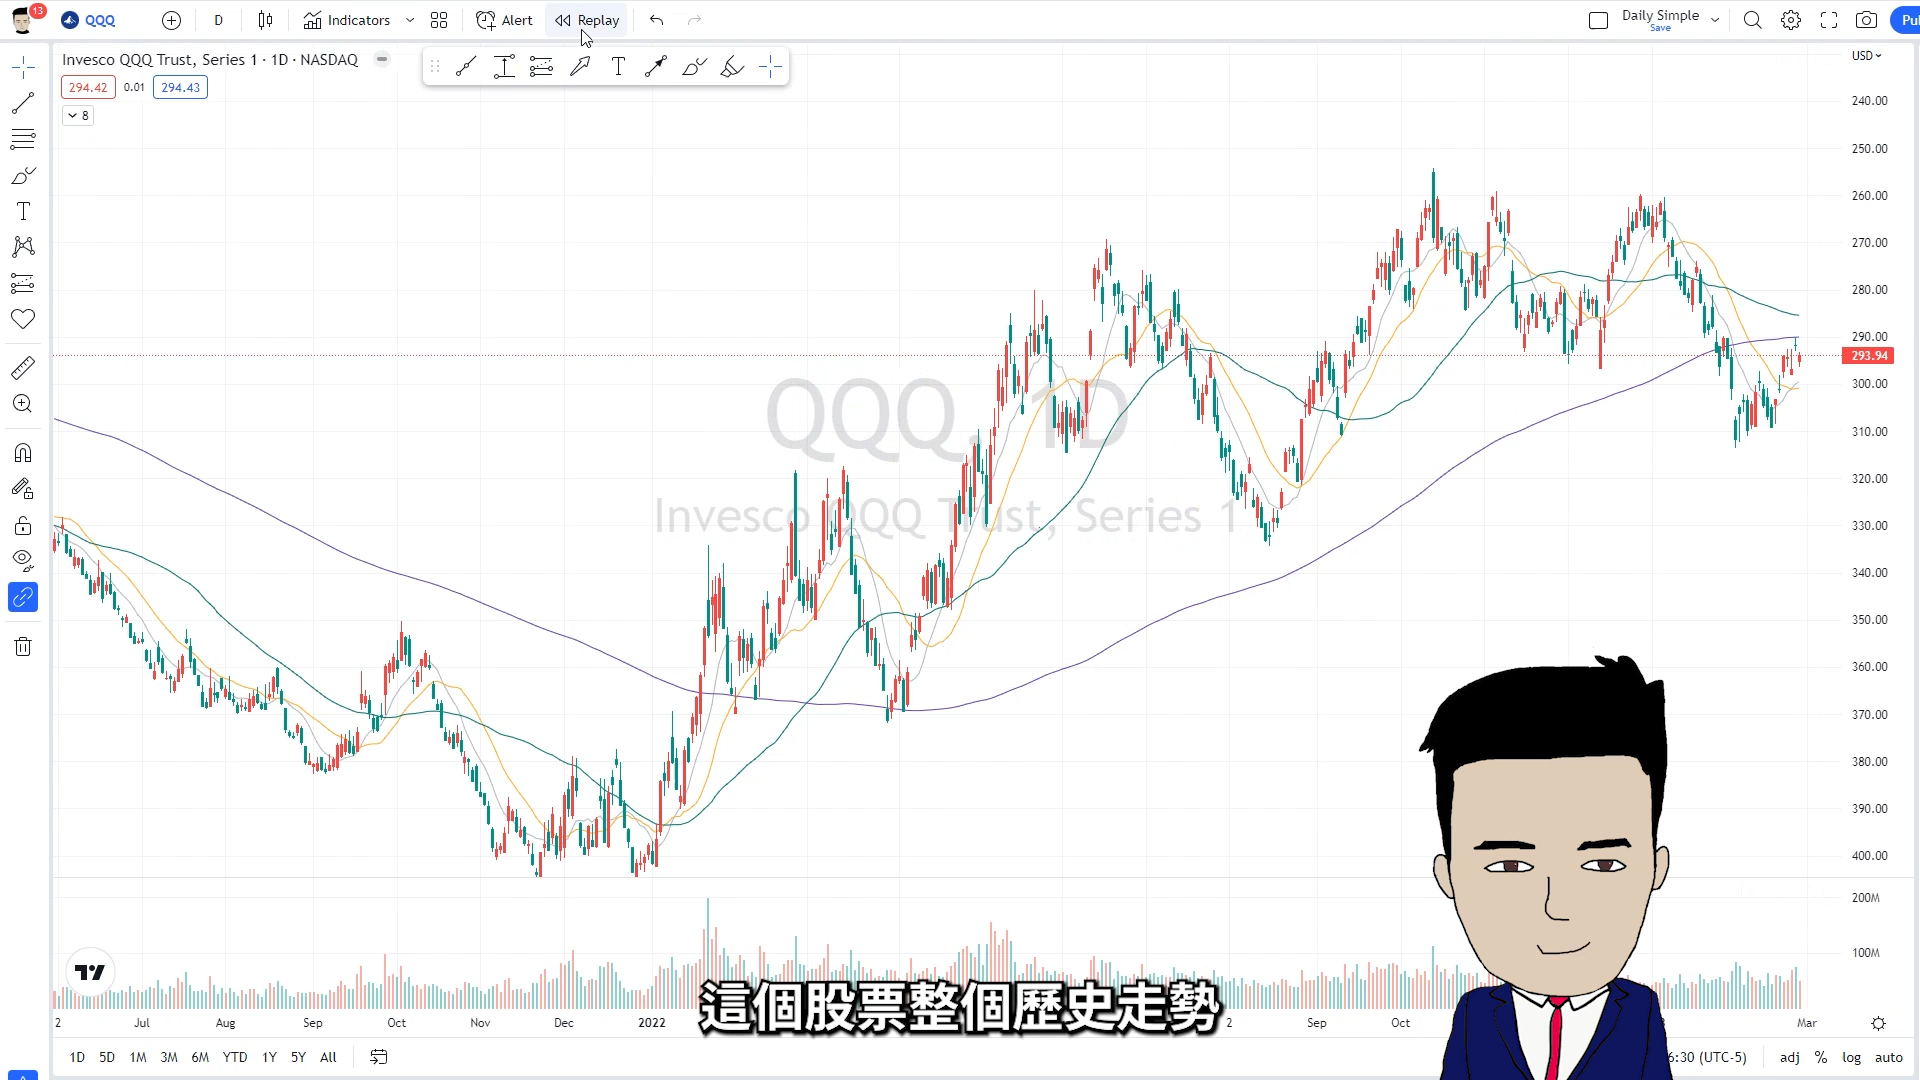 13
QQQ
D
Indicators
Alert
Replay
Daily Simple
Save
Pu
Invesco QQQ Trust, Series 1 · 1D · NASDAQ
294.42 0.01 294.43
8
USD
240.00
250.00
260.00
270.00
280.00
290.00
293.94
300.00
310.00
320.00
330.00
340.00
350.00
360.00
370.00
380.00
390.00
400.00
200M
100M
QQQ, 1D
Invesco QQQ Trust, Series 1
這個股票整個歷史走勢
2 Jul Aug Sep Oct Nov Dec 2022 2 Sep Oct Mar
1D 5D 1M 3M 6M YTD 1Y 5Y All
6:30 (UTC-5) adj % log auto